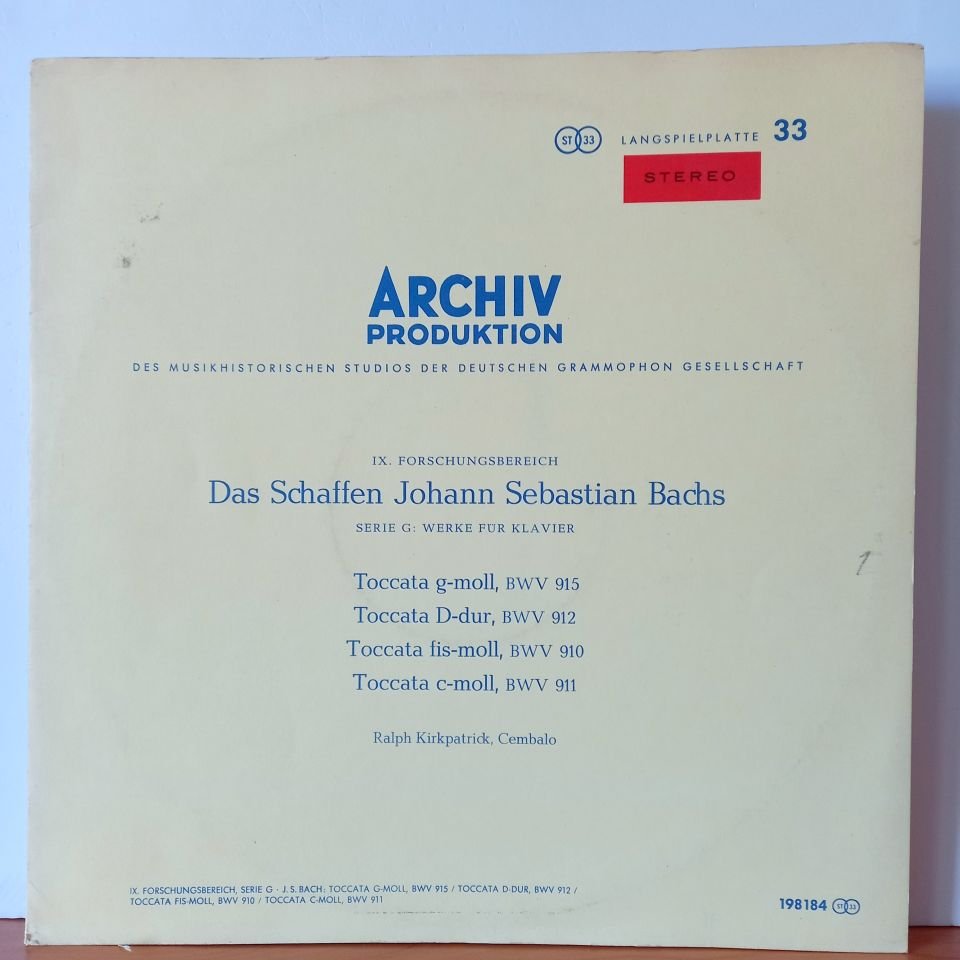 ST 33 LANGSPIELPLATTE 33
STEREO
ARCHIV
PRODUKTION
DES MUSIKHISTORISCHEN STUDIOS DER DEUTSCHEN GRAMMOPHON GESELLSCHAFT
IX. FORSCHUNGSBEREICH
Das Schaffen Johann Sebastian Bachs
SERIE G: WERKE FÜR KLAVIER
Toccata g-moll, BWV 915
Toccata D-dur, BWV 912
Toccata fis-moll, BWV 910
Toccata c-moll, BWV 911
Ralph Kirkpatrick, Cembalo
IX. FORSCHUNGSBEREICH, SERIE G · J. S. BACH: TOCCATA G-MOLL, BWV 915 / TOCCATA D-DUR, BWV 912 /
TOCCATA FIS-MOLL, BWV 910 / TOCCATA C-MOLL, BWV 911
198184 ST 33